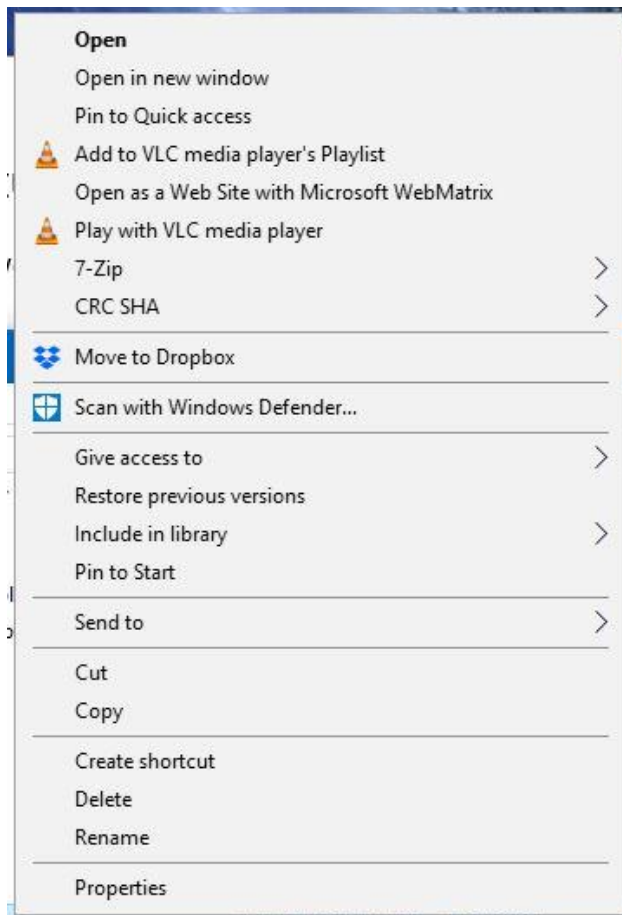 Open
Open in new window
Pin to Quick access
Add to VLC media player's Playlist
Open as a Web Site with Microsoft WebMatrix
Play with VLC media player
7-Zip
CRC SHA
Move to Dropbox
Scan with Windows Defender...
Give access to
Restore previous versions
Include in library
Pin to Start
Send to
Cut
Copy
Create shortcut
Delete
Rename
Properties